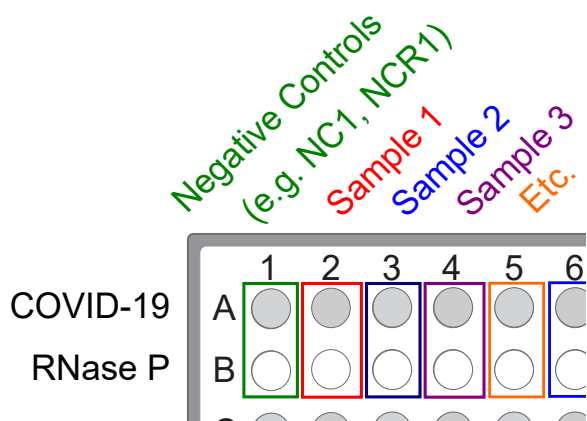 Negative Controls
(e.g. NC1, NCR1)
Sample 1
Sample 2
Sample 3
Etc.
1 2 3 4 5 6
COVID-19 A
RNase P B